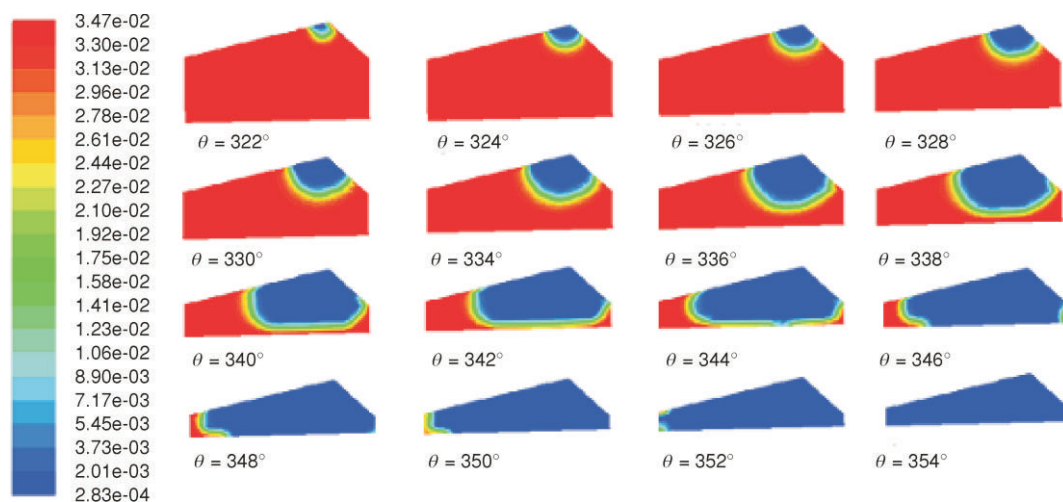 3.47e-02
3.30e-02
3.13e-02
2.96e-02
2.78e-02
2.61e-02
2.44e-02
2.27e-02
2.10e-02
1.92e-02
1.75e-02
1.58e-02
1.41e-02
1.23e-02
1.06e-02
8.90e-03
7.17e-03
5.45e-03
3.73e-03
2.01e-03
2.83e-04
θ = 322°
θ = 324°
θ = 326°
θ = 328°
θ = 330°
θ = 334°
θ = 336°
θ = 338°
θ = 340°
θ = 342°
θ = 344°
θ = 346°
θ = 348°
θ = 350°
θ = 352°
θ = 354°